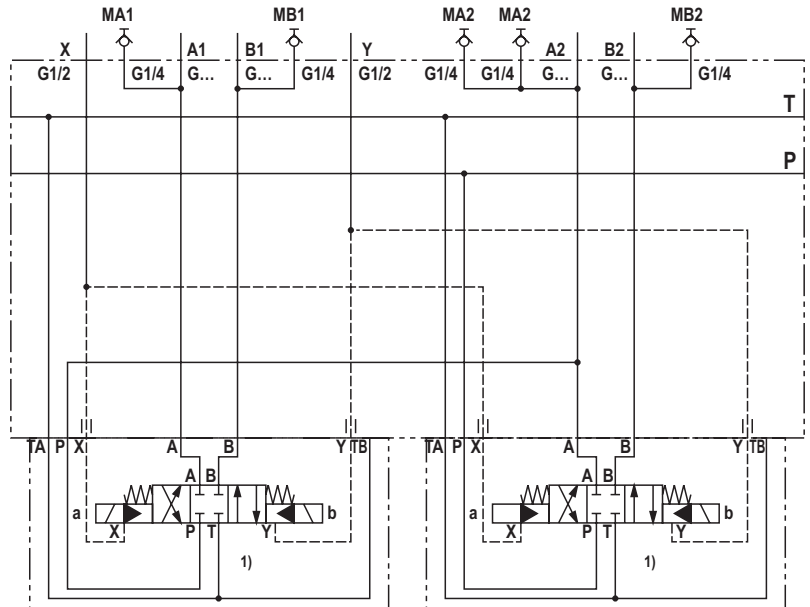 MA1 MB1 MA2 MA2 MB2
X A1 B1 Y A2 B2
G1/2 G1/4 G... G... G1/4 G1/2 G1/4 G1/4 G... G... G1/4
T
P
TA P X A B Y TB TA P X A B Y TB
A B A B
a b a b
X P T Y X P T Y
1) 1)